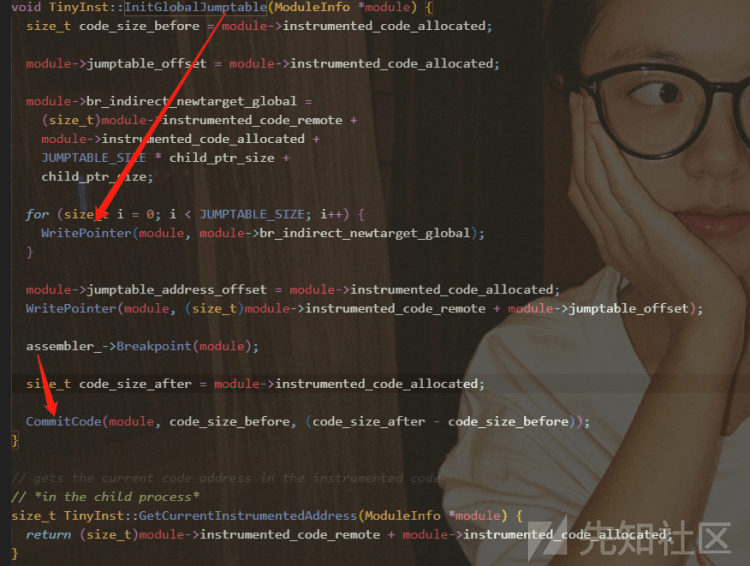 void TinyInst::InitGlobalJumptable(ModuleInfo *module) {
size_t code_size_before = module->instrumented_code_allocated;
module->jumptable_offset = module->instrumented_code_allocated;
module->br_indirect_newtarget_global =
(size_t)module->instrumented_code_remote +
module->instrumented_code_allocated +
JUMPTABLE_SIZE * child_ptr_size +
child_ptr_size;
for (size_t i = 0; i < JUMPTABLE_SIZE; i++) {
WritePointer(module, module->br_indirect_newtarget_global);
}
module->jumptable_address_offset = module->instrumented_code_allocated;
WritePointer(module, (size_t)module->instrumented_code_remote + module->jumptable_offset);
assembler_->Breakpoint(module);
size_t code_size_after = module->instrumented_code_allocated;
CommitCode(module, code_size_before, (code_size_after - code_size_before));
}
// gets the current code address in the instrumented code
// *in the child process*
size_t TinyInst::GetCurrentInstrumentedAddress(ModuleInfo *module) {
return (size_t)module->instrumented_code_remote + module->instrumented_code_allocated;
}
先知社区